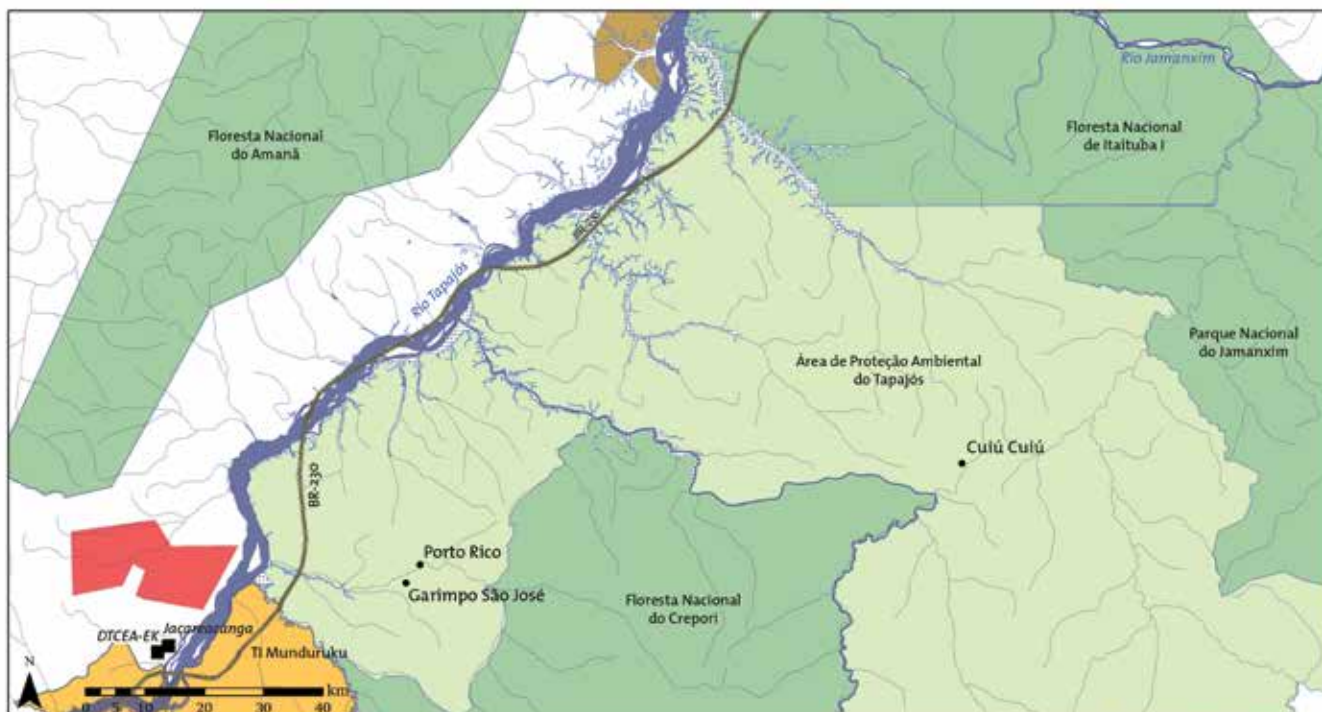 Rio Jamanxim
Floresta Nacional
do Amanã
Floresta Nacional
de Itaituba I
Rio Tapajós
Parque Nacional
do Jamanxim
Área de Proteção Ambiental
do Tapajós
Cuiú Cuiú
BR-230
Porto Rico
Garimpo São José
Floresta Nacional
do Crepori
DTCEA-EK
Jacareacanga
TI Munduruku
N
km
0 5 10 20 30 40